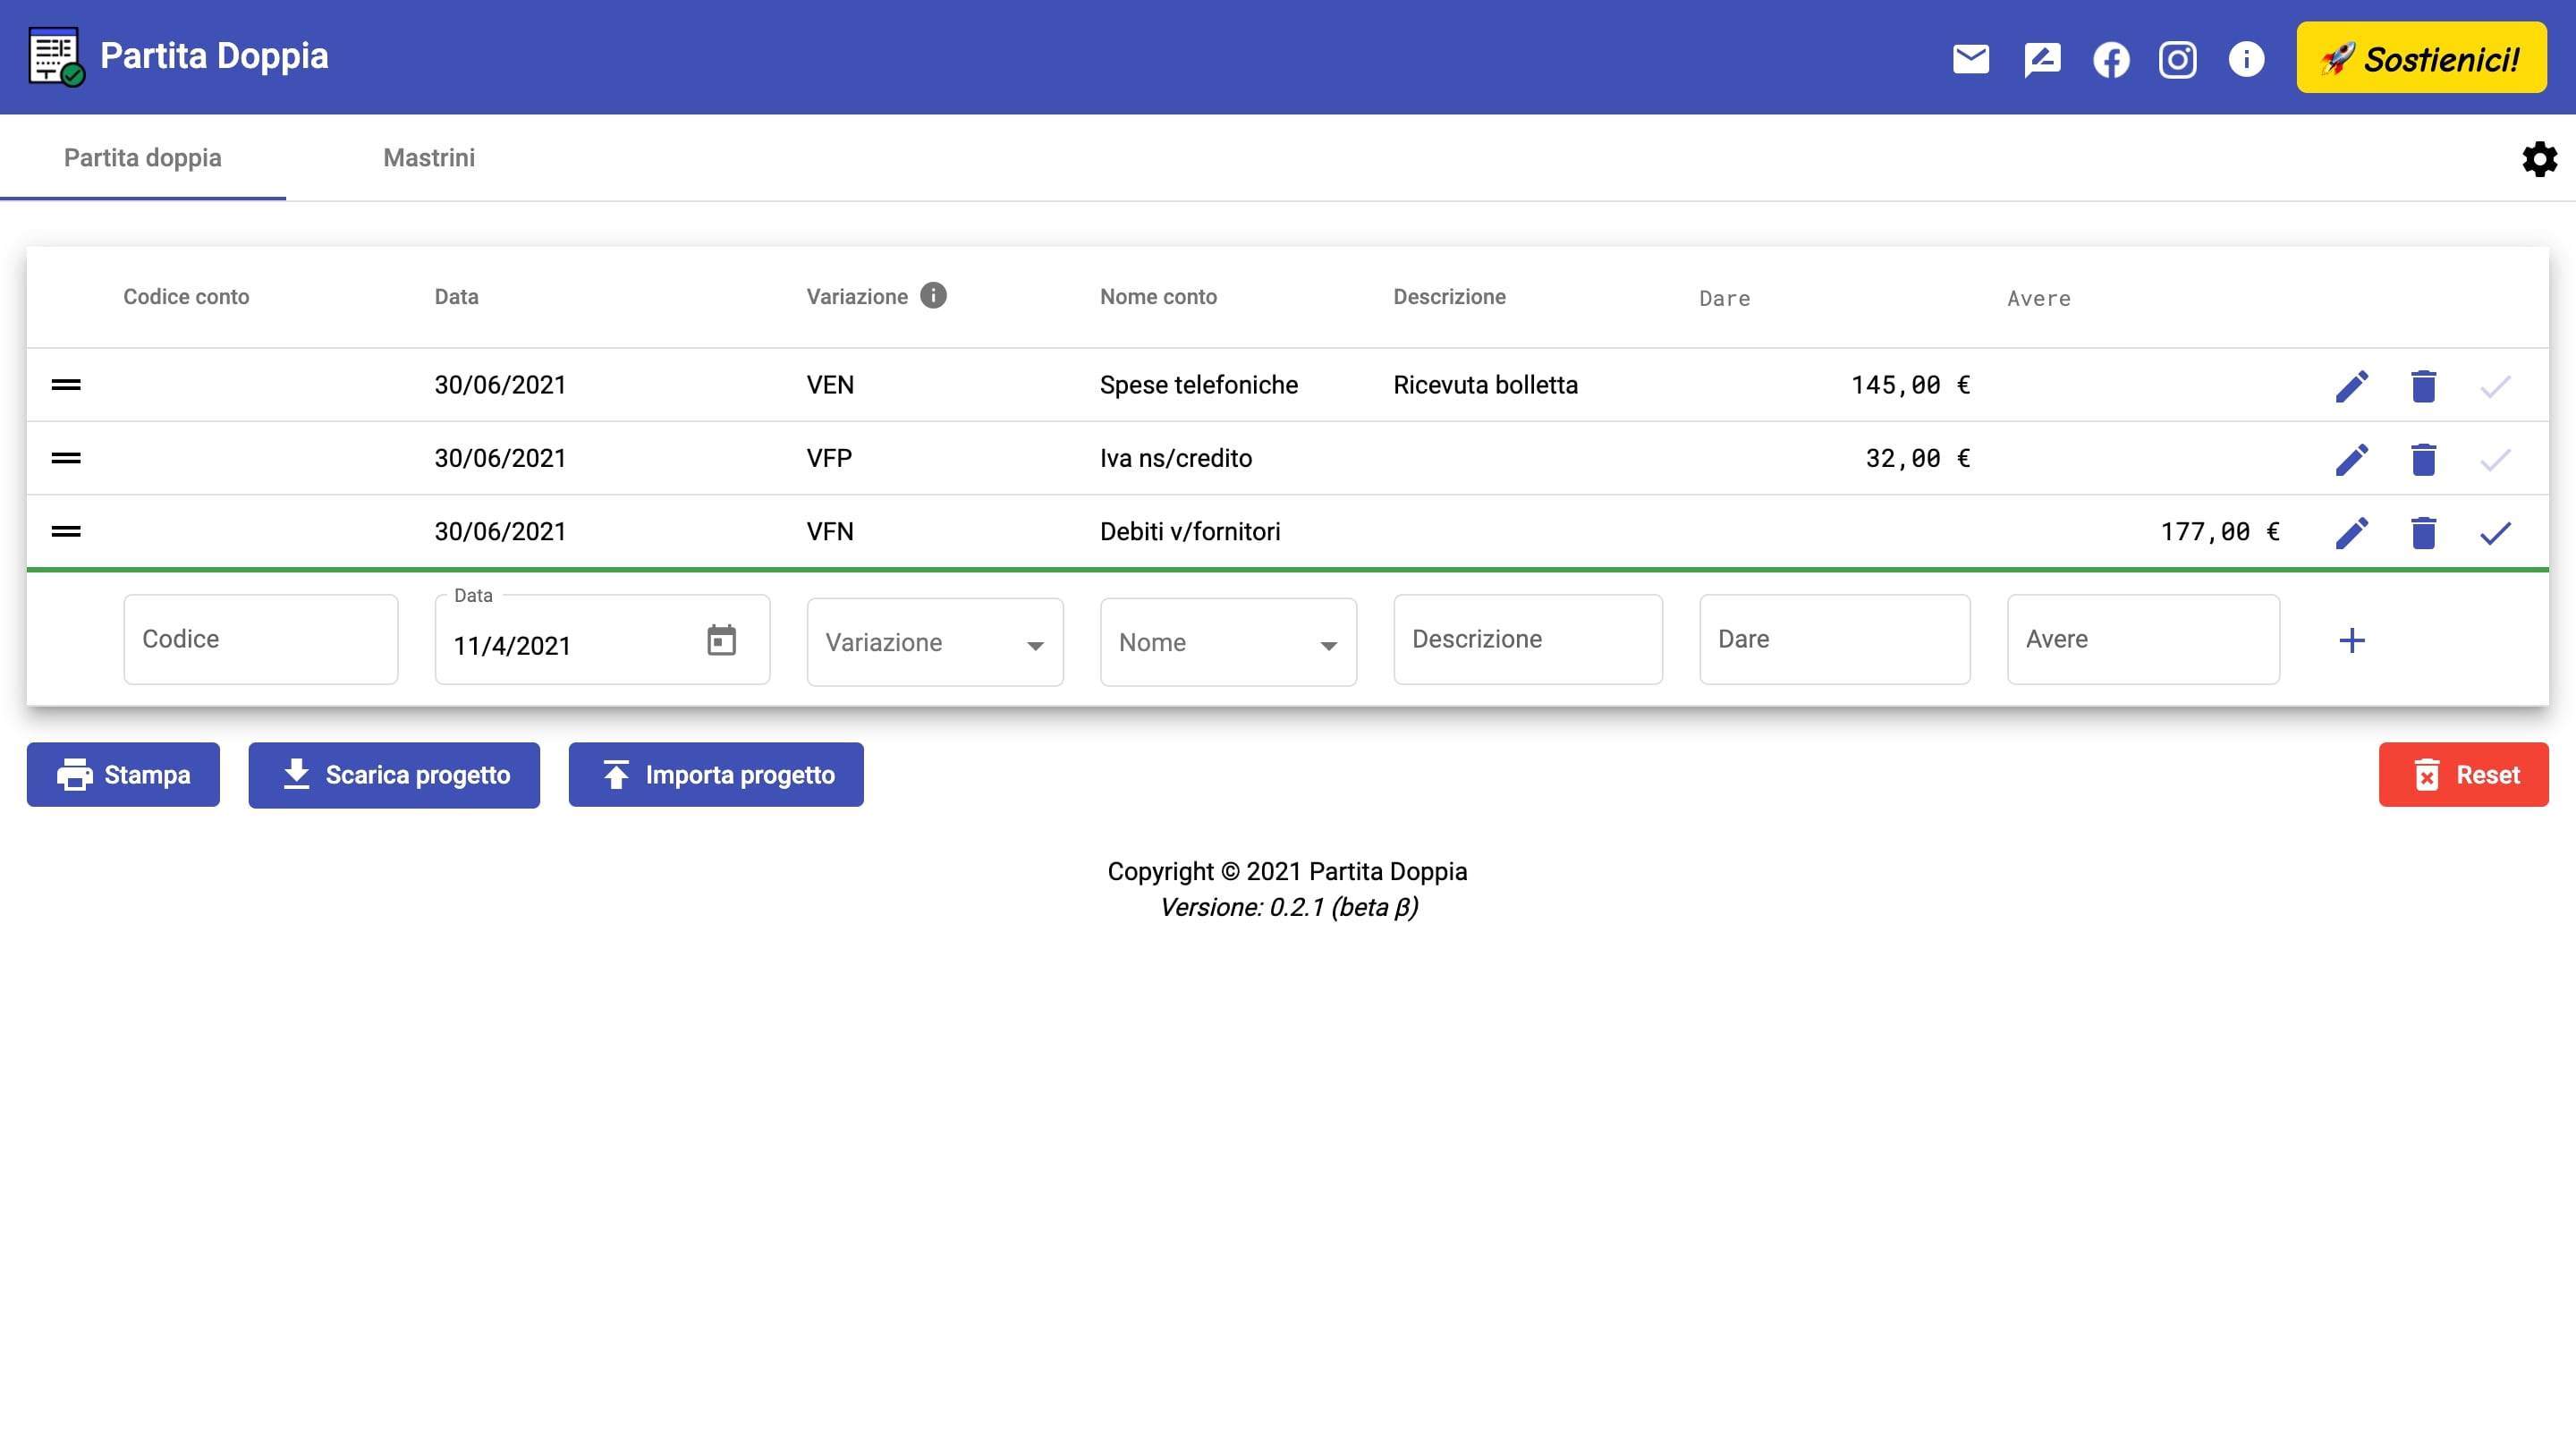 Partita Doppia
🚀 Sostienici!
Partita doppia Mastrini
Codice conto Data Variazione Nome conto Descrizione Dare Avere
30/06/2021 VEN Spese telefoniche Ricevuta bolletta 145,00 €
30/06/2021 VFP Iva ns/credito 32,00 €
30/06/2021 VFN Debiti v/fornitori 177,00 €
Data
Codice 11/4/2021 Variazione Nome Descrizione Dare Avere
Stampa Scarica progetto Importa progetto Reset
Copyright © 2021 Partita Doppia
Versione: 0.2.1 (beta β)